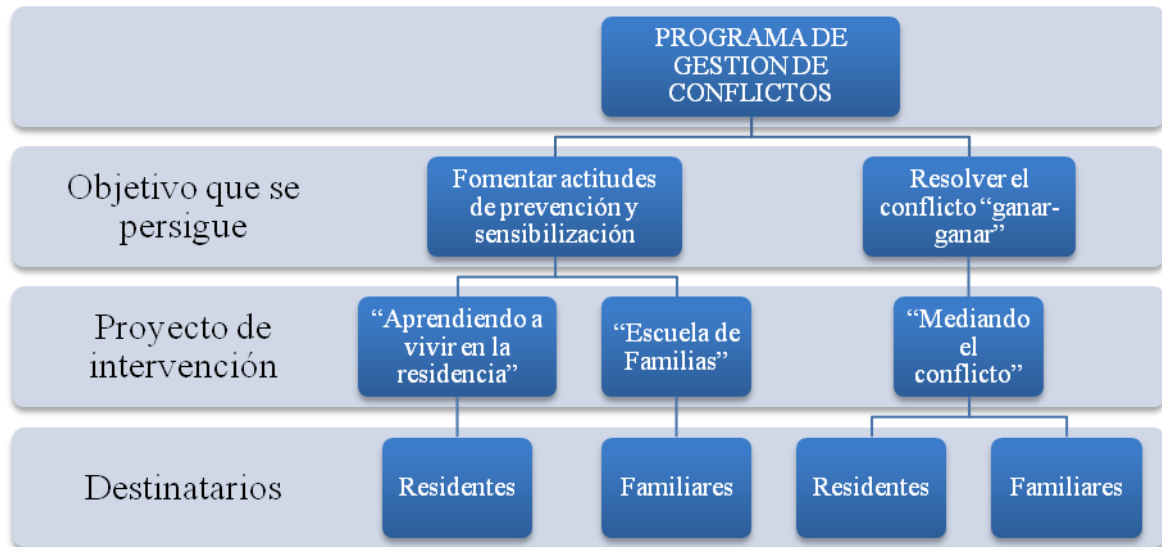 PROGRAMA DE
GESTION DE
CONFLICTOS
Objetivo que se
persigue
Fomentar actitudes
de prevención y
sensibilización
Resolver el
conflicto “ganar-
ganar”
Proyecto de
intervención
“Aprendiendo a
vivir en la
residencia”
“Escuela de
Familias”
“Mediando
el
conflicto”
Destinatarios
Residentes
Familiares
Residentes
Familiares